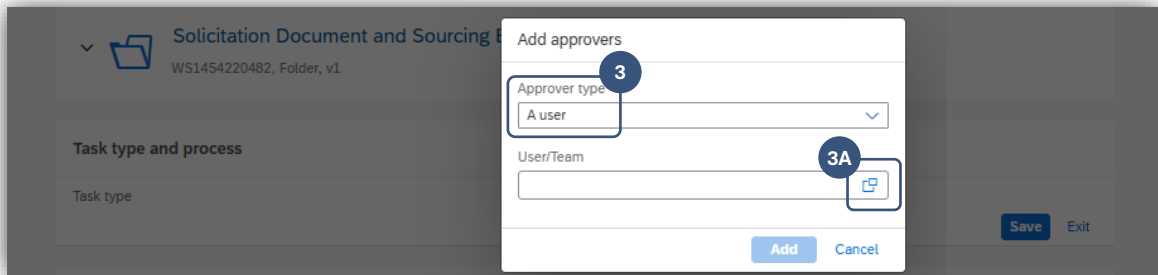 Solicitation Document and Sourcing
WS1454220482, Folder, v1
Task type and process
Task type
Save Exit
Add approvers
3
Approver type
A user
User/Team
3A
Add Cancel